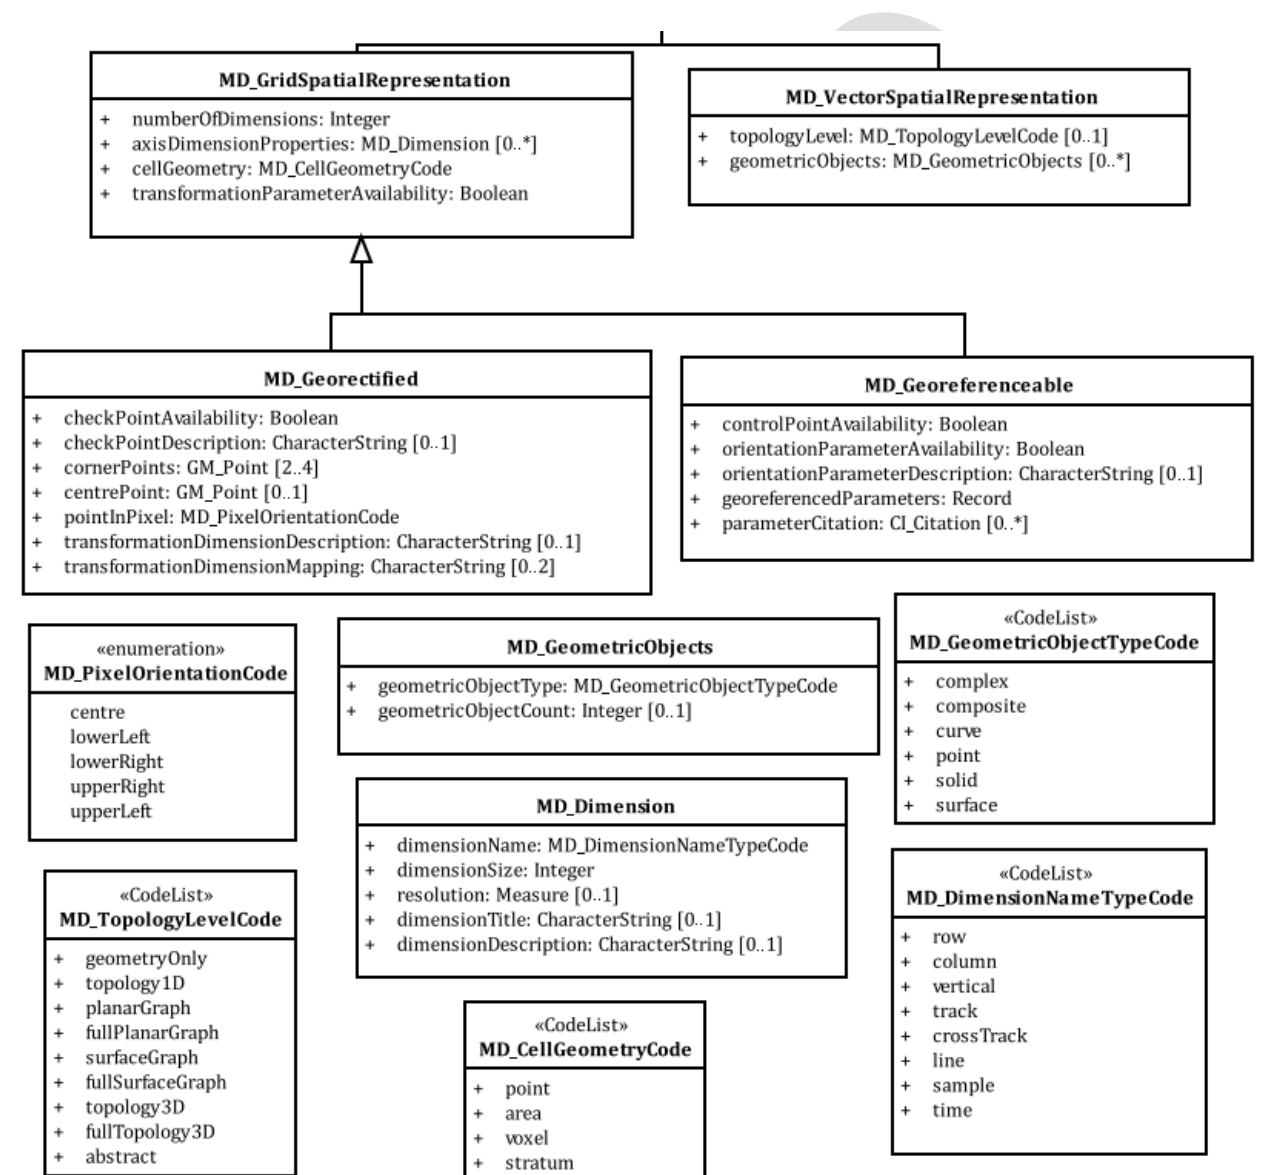 MD_GridSpatialRepresentation
+ numberOfDimensions: Integer
+ axisDimensionProperties: MD_Dimension [0..*]
+ cellGeometry: MD_CellGeometryCode
+ transformationParameterAvailability: Boolean
MD_VectorSpatialRepresentation
+ topologyLevel: MD_TopologyLevelCode [0..1]
+ geometricObjects: MD_GeometricObjects [0..*]
MD_Georectified
+ checkPointAvailability: Boolean
+ checkPointDescription: CharacterString [0..1]
+ cornerPoints: GM_Point [2..4]
+ centrePoint: GM_Point [0..1]
+ pointInPixel: MD_PixelOrientationCode
+ transformationDimensionDescription: CharacterString [0..1]
+ transformationDimensionMapping: CharacterString [0..2]
MD_Georeferenceable
+ controlPointAvailability: Boolean
+ orientationParameterAvailability: Boolean
+ orientationParameterDescription: CharacterString [0..1]
+ georeferencedParameters: Record
+ parameterCitation: CI_Citation [0..*]
«enumeration»
MD_PixelOrientationCode
centre
lowerLeft
lowerRight
upperRight
upperLeft
MD_GeometricObjects
+ geometricObjectType: MD_GeometricObjectTypeCode
+ geometricObjectCount: Integer [0..1]
«CodeList»
MD_GeometricObjectTypeCode
+ complex
+ composite
+ curve
+ point
+ solid
+ surface
MD_Dimension
+ dimensionName: MD_DimensionNameTypeCode
+ dimensionSize: Integer
+ resolution: Measure [0..1]
+ dimensionTitle: CharacterString [0..1]
+ dimensionDescription: CharacterString [0..1]
«CodeList»
MD_TopologyLevelCode
+ geometryOnly
+ topology1D
+ planarGraph
+ fullPlanarGraph
+ surfaceGraph
+ fullSurfaceGraph
+ topology3D
+ fullTopology3D
+ abstract
«CodeList»
MD_CellGeometryCode
+ point
+ area
+ voxel
+ stratum
«CodeList»
MD_DimensionNameTypeCode
+ row
+ column
+ vertical
+ track
+ crossTrack
+ line
+ sample
+ time